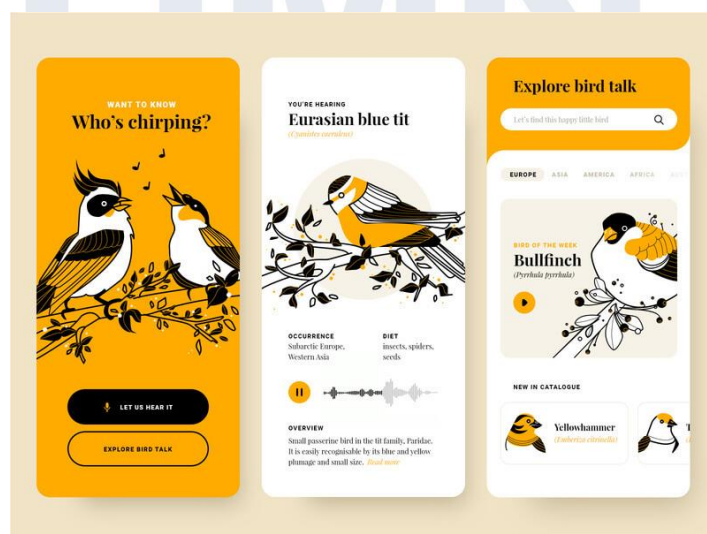 WANT TO KNOW
Who's chirping?
LET US HEAR IT
EXPLORE BIRD TALK
YOU'RE HEARING
Eurasian blue tit
(Cyanistes caeruleus)
OCCURRENCE
Subarctic Europe,
Western Asia
DIET
insects, spiders,
seeds
OVERVIEW
Small passerine bird in the tit family, Paridae.
It is easily recognisable by its blue and yellow
plumage and small size. Read more
Explore bird talk
Let's find this happy little bird
EUROPE ASIA AMERICA AFRICA
BIRD OF THE WEEK
Bullfinch
(Pyrrhula pyrrhula)
NEW IN CATALOGUE
Yellowhammer
(Emberiza citrinella)